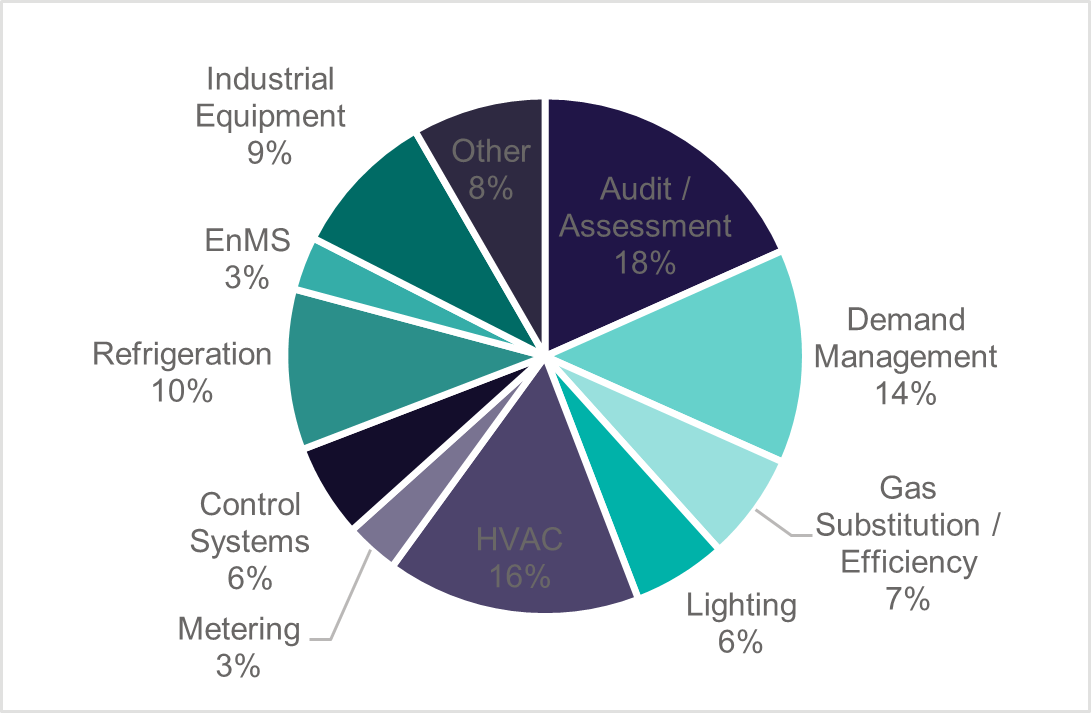 Audit /
Assessment
18%
Demand
Management
14%
Gas
Substitution /
Efficiency
7%
Lighting
6%
HVAC
16%
Metering
3%
Control
Systems
6%
Refrigeration
10%
EnMS
3%
Industrial
Equipment
9%
Other
8%